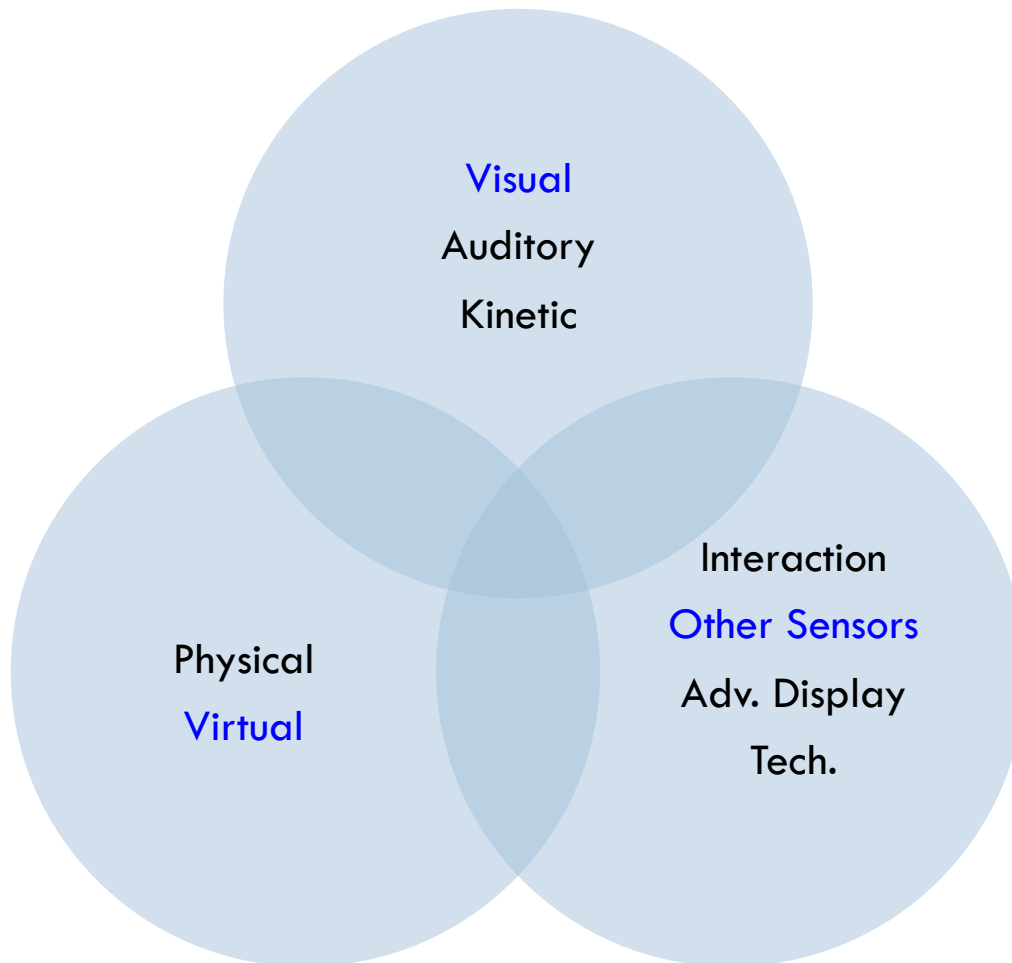 Visual
Auditory
Kinetic
Physical
Virtual
Interaction
Other Sensors
Adv. Display
Tech.